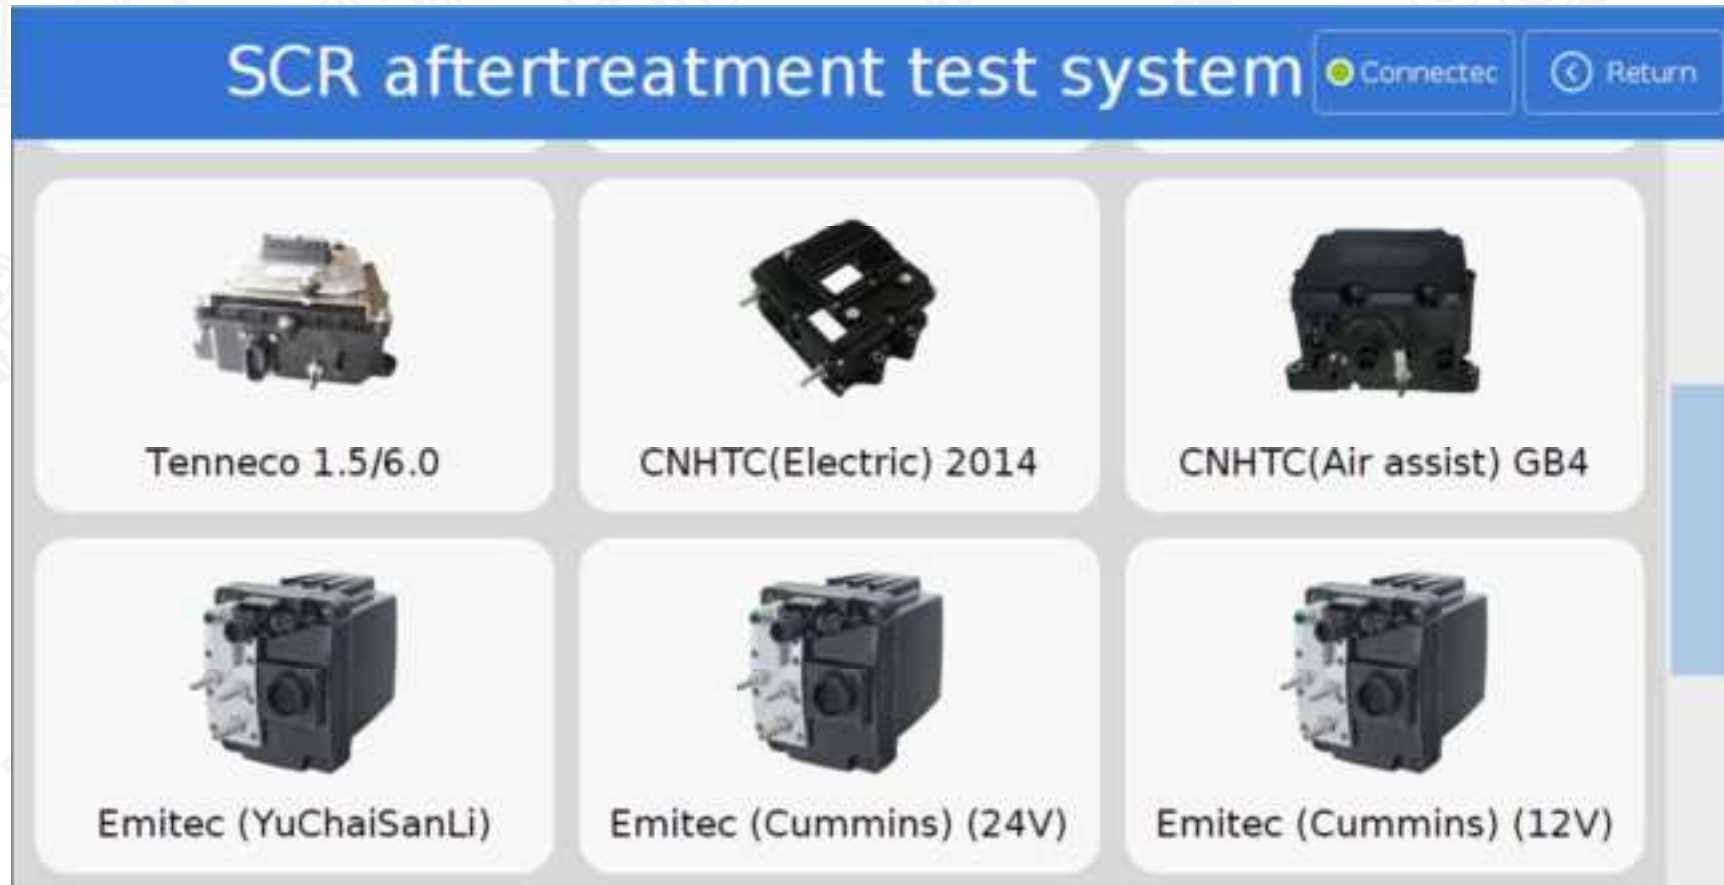 SCR aftertreatment test system
Connectec
Return
Tenneco 1.5/6.0
CNHTC(Electric) 2014
CNHTC(Air assist) GB4
Emitec (YuChaiSanLi)
Emitec (Cummins) (24V)
Emitec (Cummins) (12V)